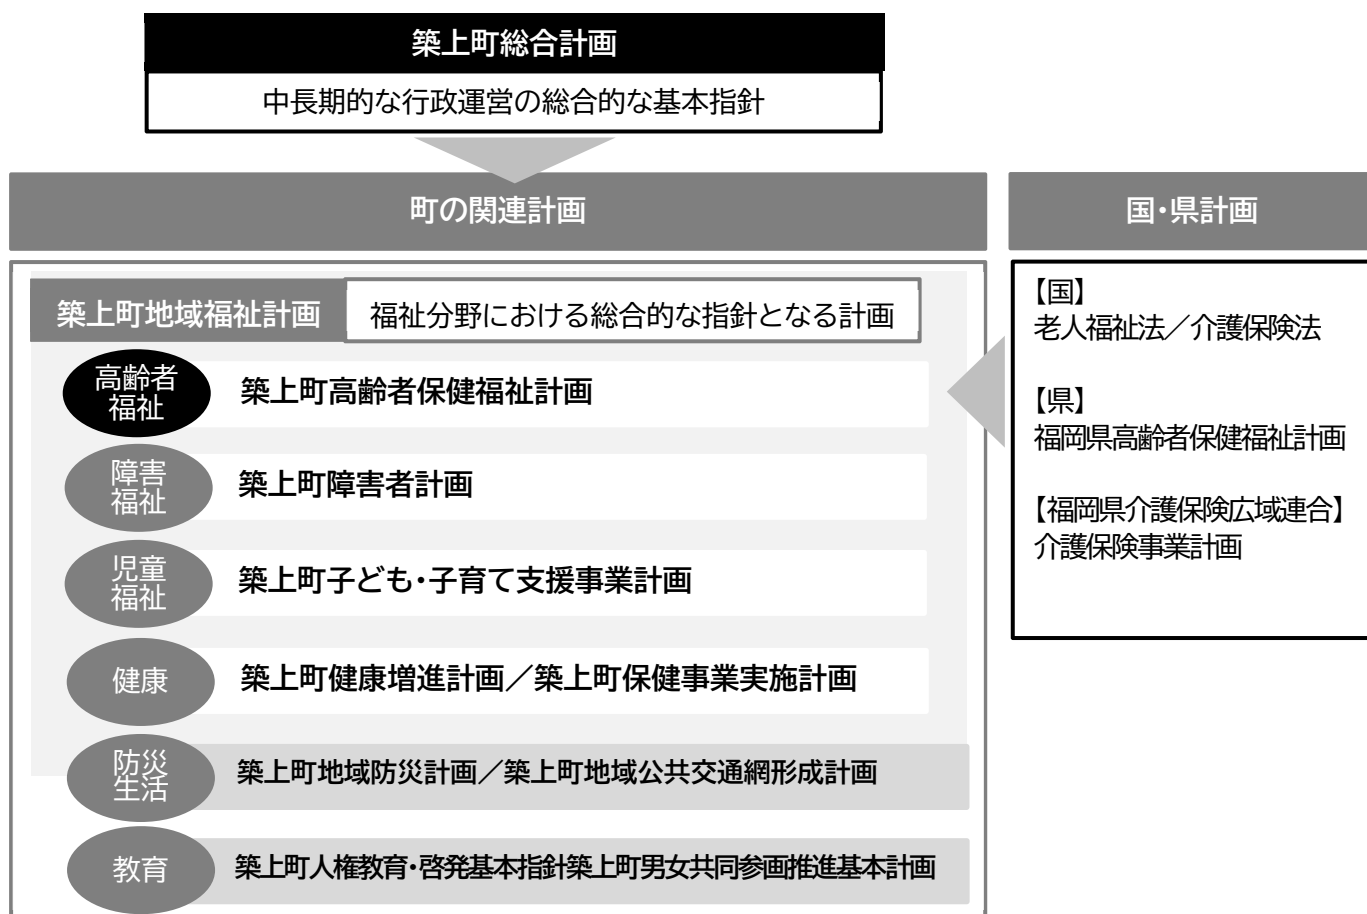 築上町総合計画
中長期的な行政運営の総合的な基本指針
町の関連計画
国・県計画
築上町地域福祉計画
福祉分野における総合的な指針となる計画
高齢者
福祉
築上町高齢者保健福祉計画
障害
福祉
築上町障害者計画
児童
福祉
築上町子ども・子育て支援事業計画
健康
築上町健康増進計画／築上町保健事業実施計画
防災
生活
築上町地域防災計画／築上町地域公共交通網形成計画
教育
築上町人権教育・啓発基本指針築上町男女共同参画推進基本計画
【国】
老人福祉法／介護保険法
【県】
福岡県高齢者保健福祉計画
【福岡県介護保険広域連合】
介護保険事業計画